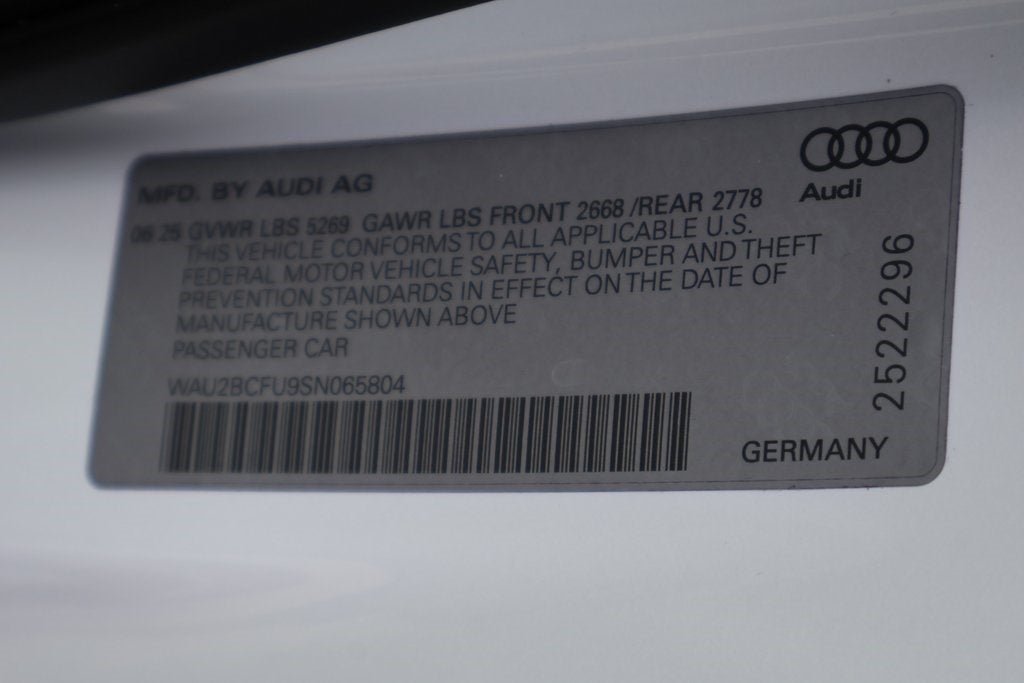 MFD. BY AUDI AG
Audi
06 25 GVWR LBS 5269 GAWR LBS FRONT 2668 /REAR 2778
THIS VEHICLE CONFORMS TO ALL APPLICABLE U.S.
FEDERAL MOTOR VEHICLE SAFETY, BUMPER AND THEFT
PREVENTION STANDARDS IN EFFECT ON THE DATE OF
MANUFACTURE SHOWN ABOVE
PASSENGER CAR
WAU2BCFU9SN065804
GERMANY
25222296